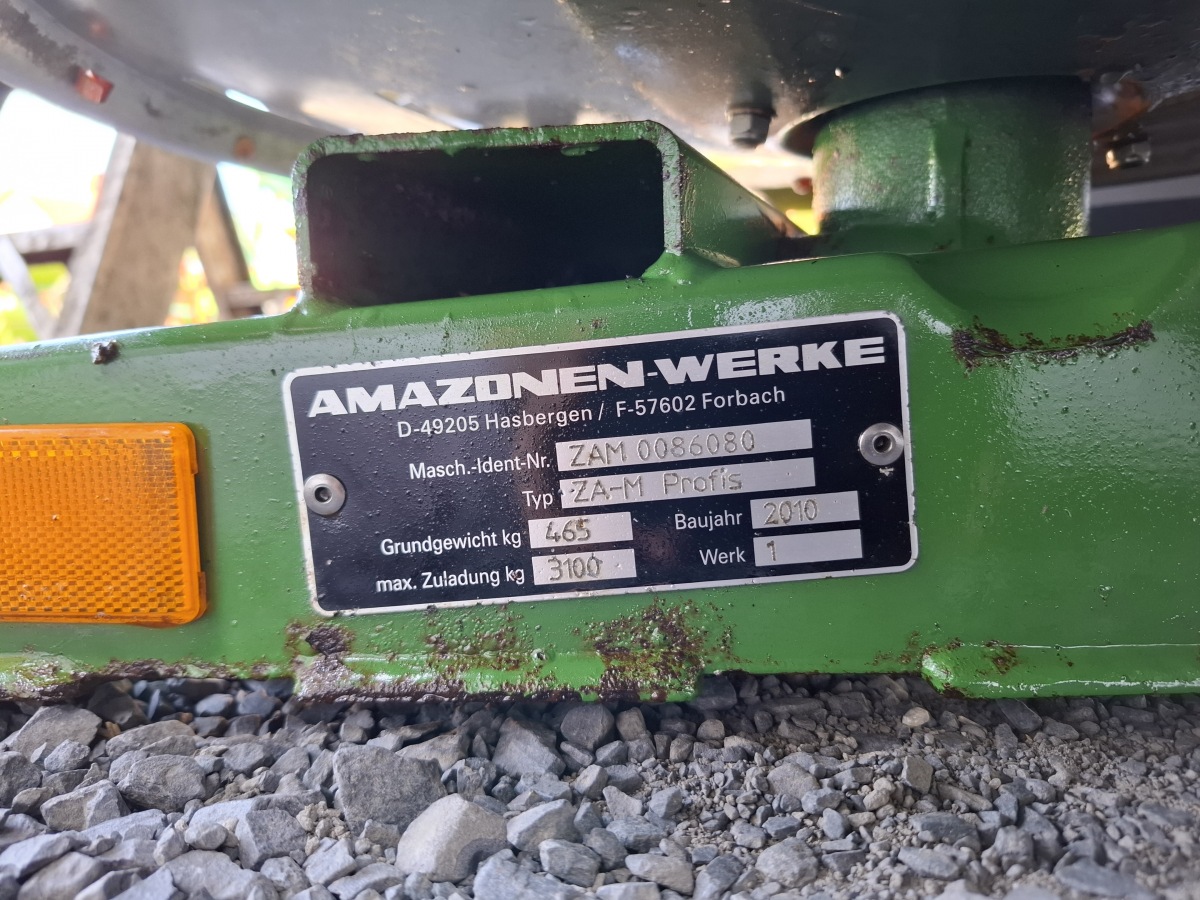 AMAZONEN-WERKE
D-49205 Hasbergen / F-57602 Forbach
Masch.-Ident-Nr. ZAM 0086080
Typ ZA-M Profis
Grundgewicht kg 465 Baujahr 2010
max. Zuladung kg 3100 Werk 1